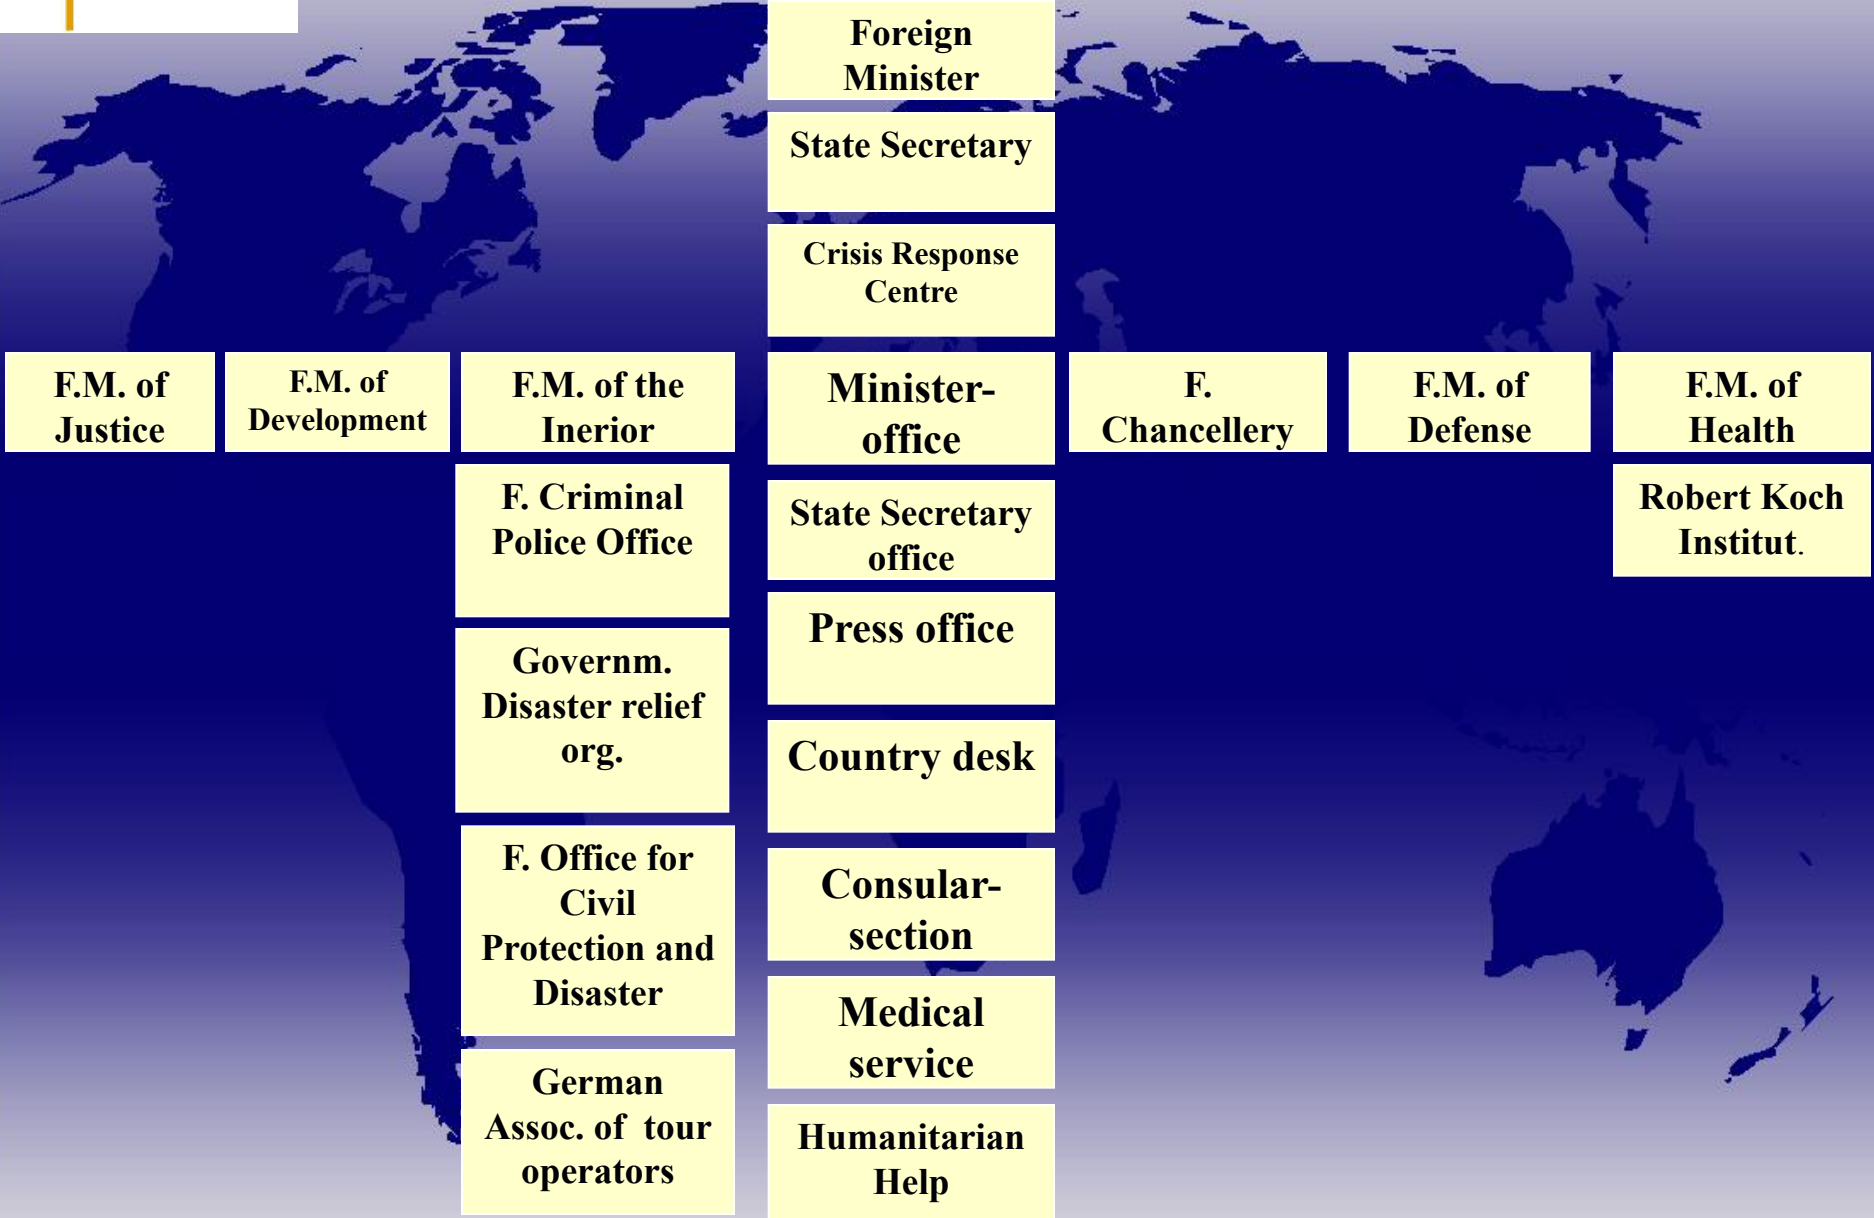 Foreign
Minister
State Secretary
Crisis Response
Centre
F.M. of
Justice
F.M. of
Development
F.M. of the
Inerior
Minister-
office
F.
Chancellery
F.M. of
Defense
F.M. of
Health
F. Criminal
Police Office
State Secretary
office
Robert Koch
Institut.
Press office
Governm.
Disaster relief
org.
Country desk
F. Office for
Civil
Protection and
Disaster
Consular-
section
Medical
service
German
Assoc. of  tour
operators
Humanitarian
Help